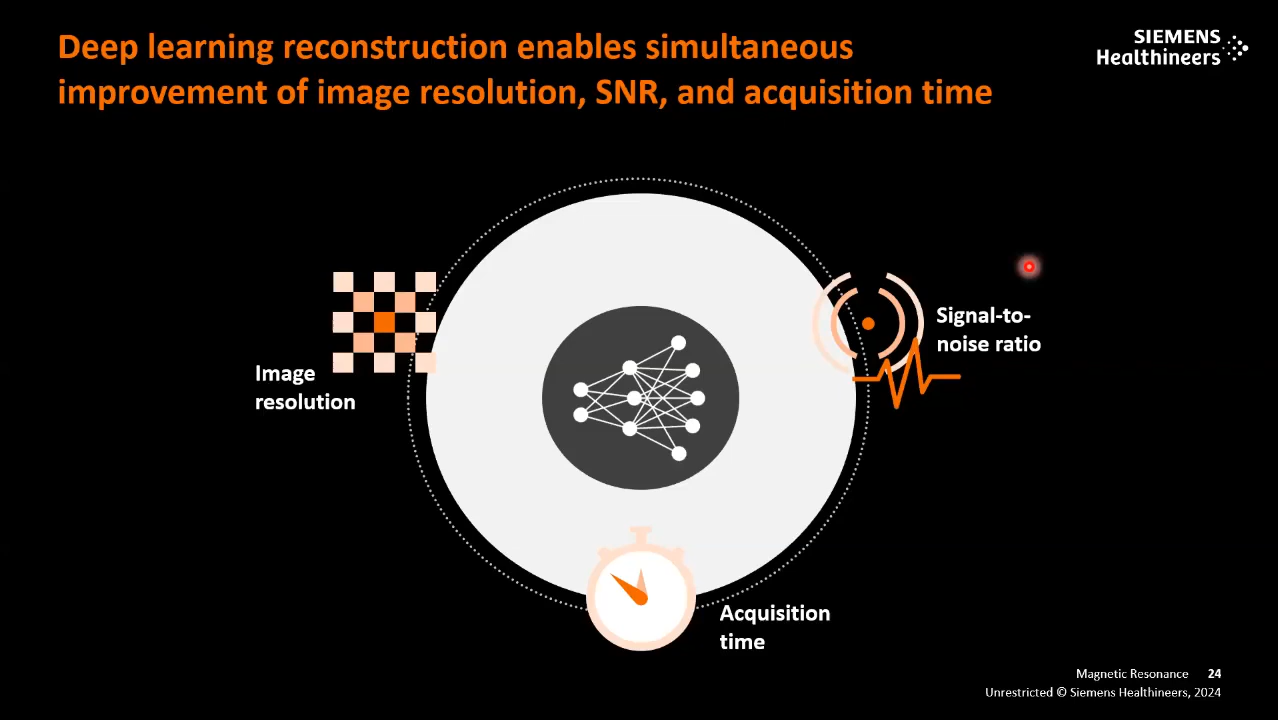 Deep learning reconstruction enables simultaneous
improvement of image resolution, SNR, and acquisition time
SIEMENS
Healthineers
Image
resolution
Signal-to-
noise ratio
Acquisition
time
Magnetic Resonance 24
Unrestricted © Siemens Healthineers, 2024